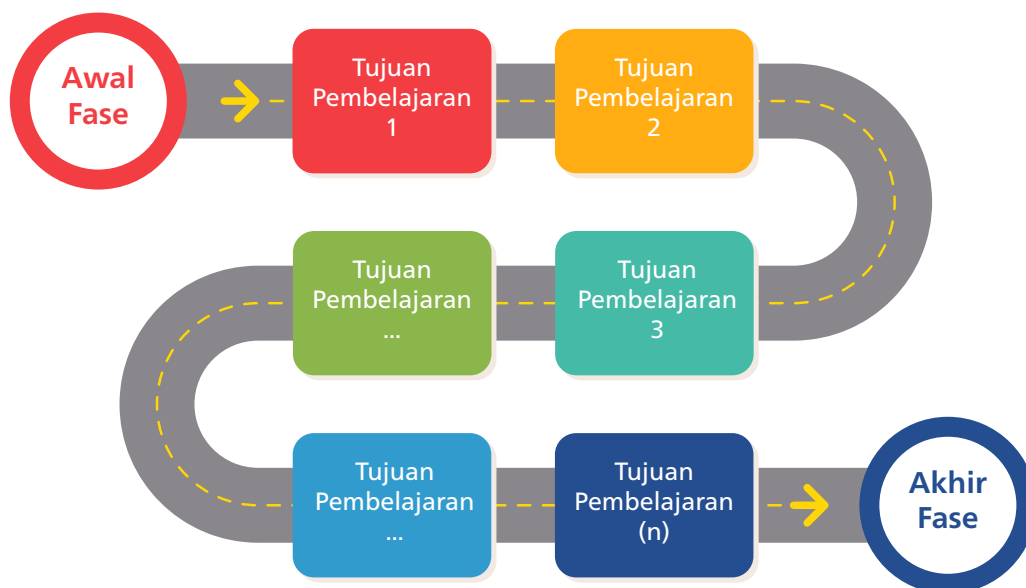 Awal
Fase
Tujuan
Pembelajaran
1
Tujuan
Pembelajaran
2
Tujuan
Pembelajaran
3
Tujuan
Pembelajaran
...
Tujuan
Pembelajaran
...
Tujuan
Pembelajaran
(n)
Akhir
Fase